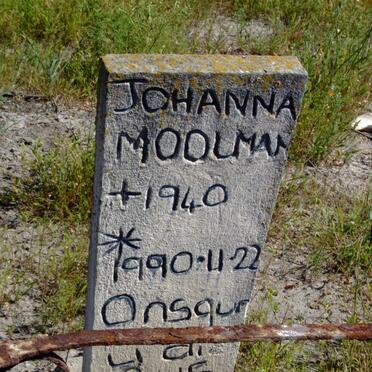 JOHANNA
MOOLMAN
+ 1940
* 1990.11.22
Onsque